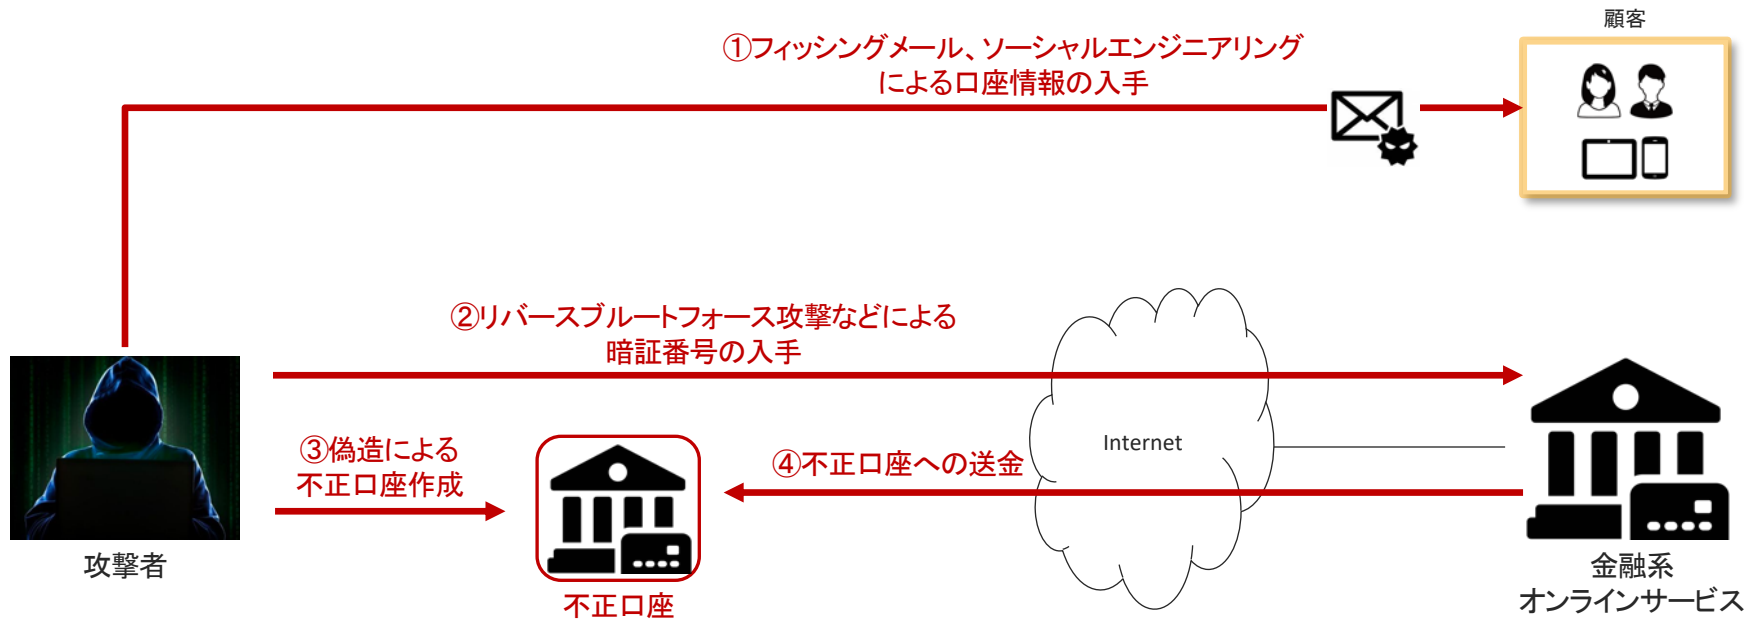 顧客
①フィッシングメール、ソーシャルエンジニアリング
による口座情報の入手
②リバースブルートフォース攻撃などによる
暗証番号の入手
③偽造による
不正口座作成
④不正口座への送金
Internet
攻撃者
不正口座
金融系
オンラインサービス